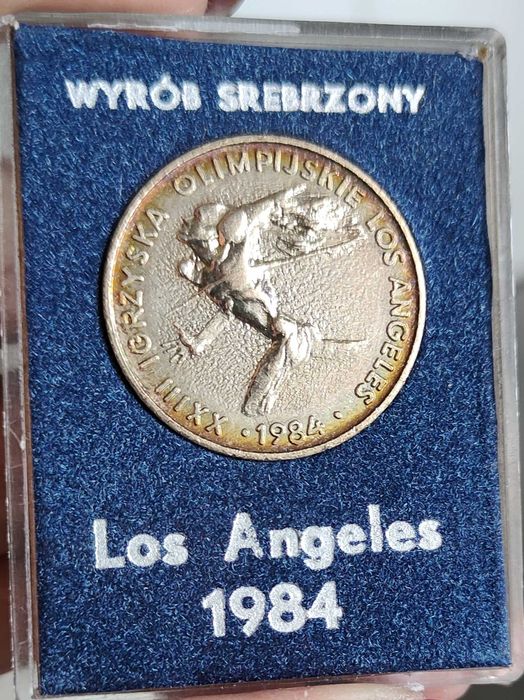 WYRÓB SREBRZONY
XXIII IGRZYSKA OLIMPIJSKIE LOS ANGELES
· 1984 ·
Los Angeles
1984